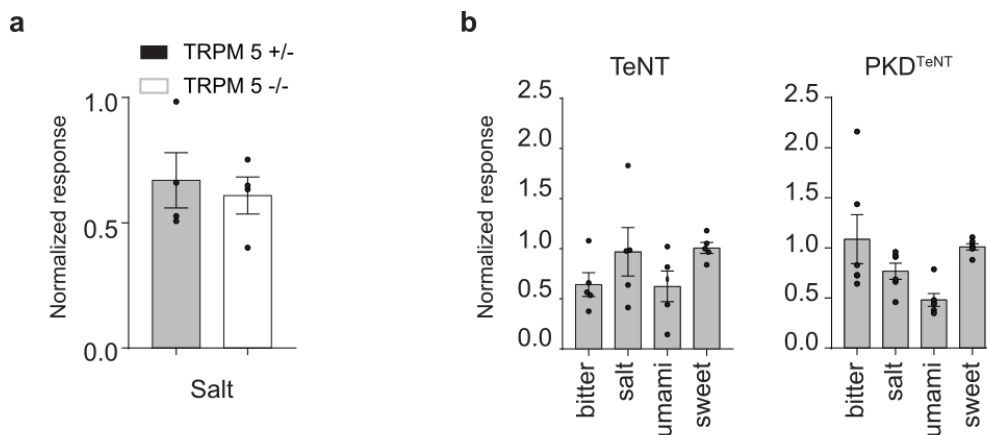 a
TRPM 5 +/-
TRPM 5 -/-
Normalized response
1.0
0.5
0.0
Salt
b
TeNT
Normalized response
2.5
2.0
1.5
1.0
0.5
0.0
bitter
salt
umami
sweet
PKDTeNT
2.5
2.0
1.5
1.0
0.5
0.0
bitter
salt
umami
sweet